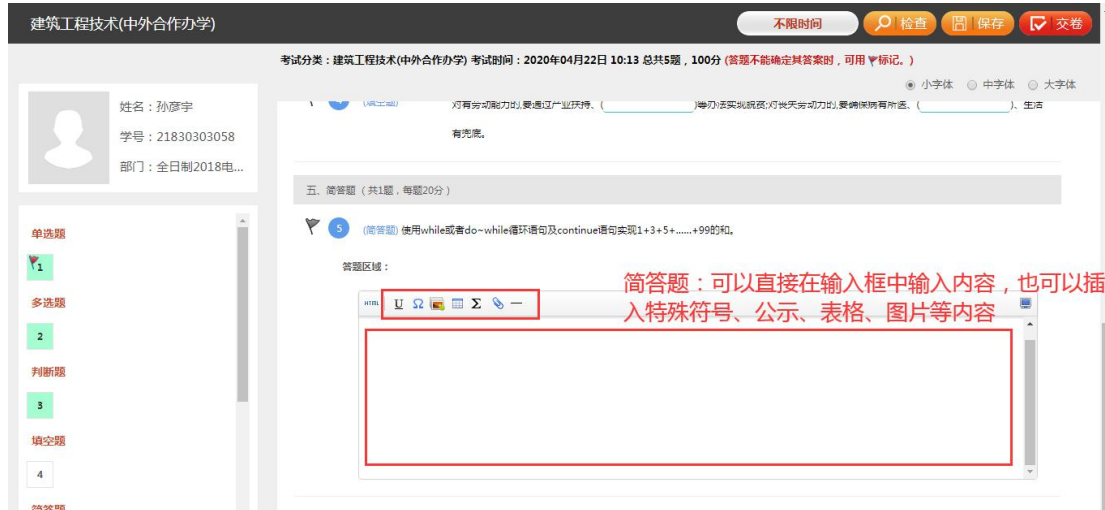 建筑工程技术(中外合作办学)
不限时间
检查
保存
交卷
考试分类：建筑工程技术(中外合作办学) 考试时间：2020年04月22日 10:13 总共5题，100分 (答题不能确定其答案时，可用 标记。)
小字体 中字体 大字体
姓名：孙彦宇
学号：21830303058
部门：全日制2018电...
(填空题) 对有劳动能力的,要通过产业扶持、( )等办法实现脱贫;对丧失劳动力的,要确保病有所医、( )、生活
有兜底。
五、简答题（共1题，每题20分）
5 (简答题) 使用while或者do~while循环语句及continue语句实现1+3+5+......+99的和。
答题区域：
HTML U Ω Σ
简答题：可以直接在输入框中输入内容，也可以插
入特殊符号、公示、表格、图片等内容
单选题
1
多选题
2
判断题
3
填空题
4
简答题